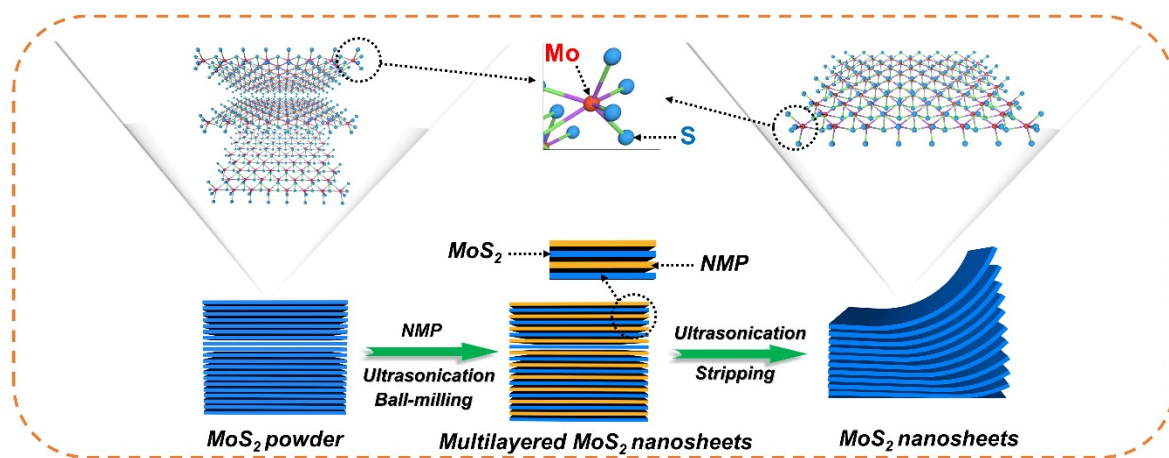 Mo
S
MoS₂
NMP
NMP
Ultrasonication
Ball-milling
Ultrasonication
Stripping
MoS₂ powder
Multilayered MoS₂ nanosheets
MoS₂ nanosheets